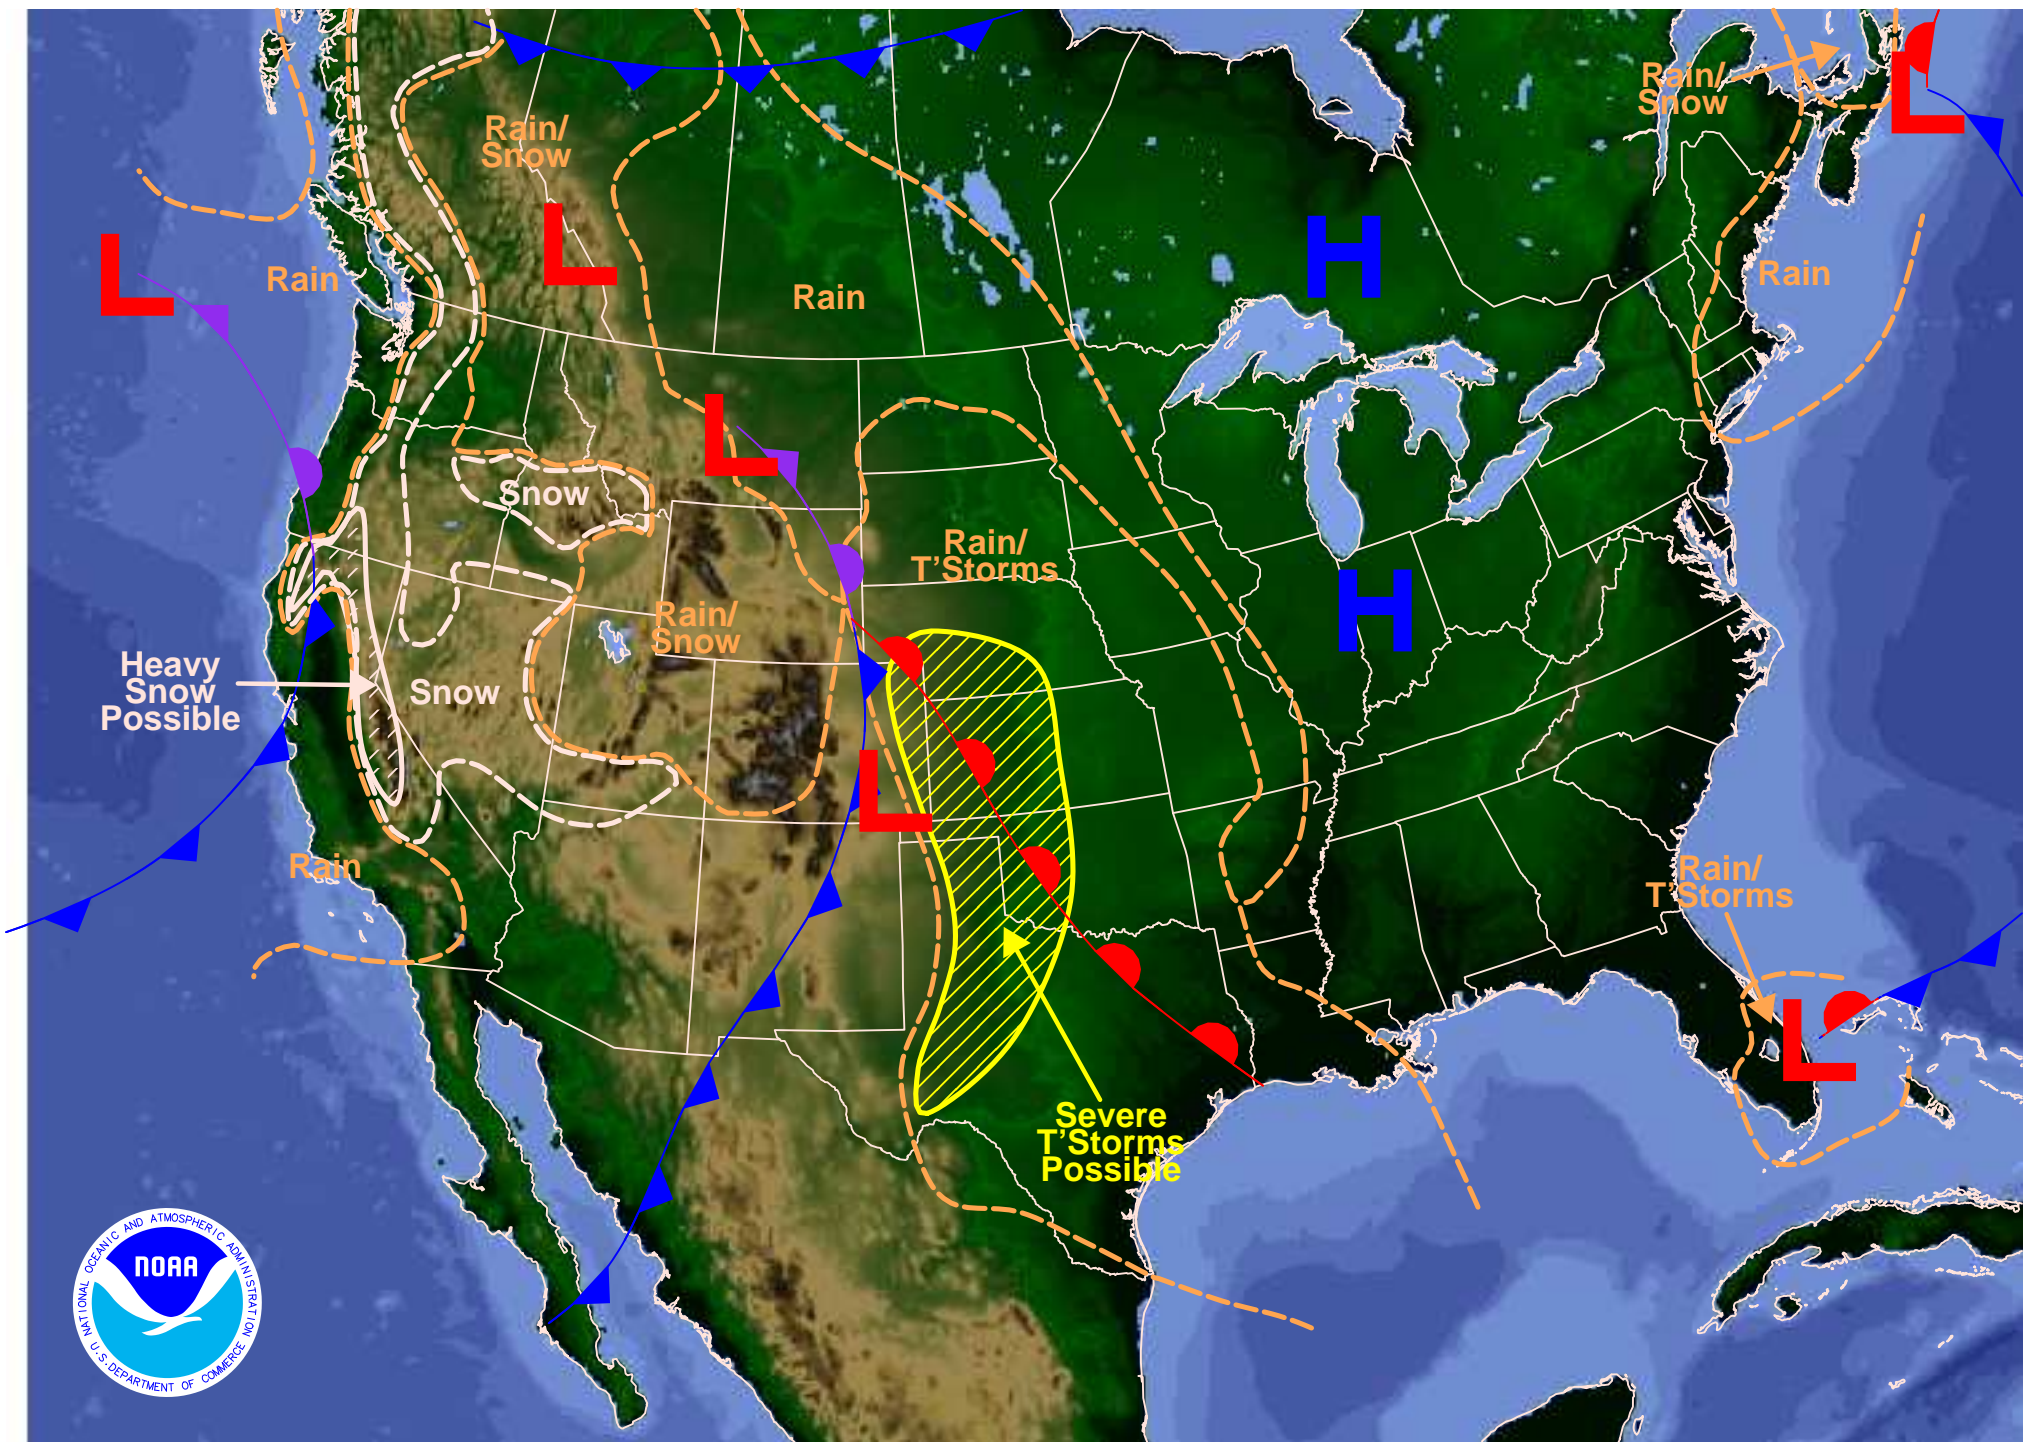 Rain/
Snow
Rain/
Snow
L
L
L
H
Rain
Rain
Rain
L
Snow
Rain/
T'Storms
H
Rain/
Snow
Heavy
Snow
Possible
Snow
L
Rain
Rain/
T'Storms
L
Severe
T'Storms
Possible
NATIONAL OCEANIC AND ATMOSPHERIC ADMINISTRATION
NOAA
U.S. DEPARTMENT OF COMMERCE